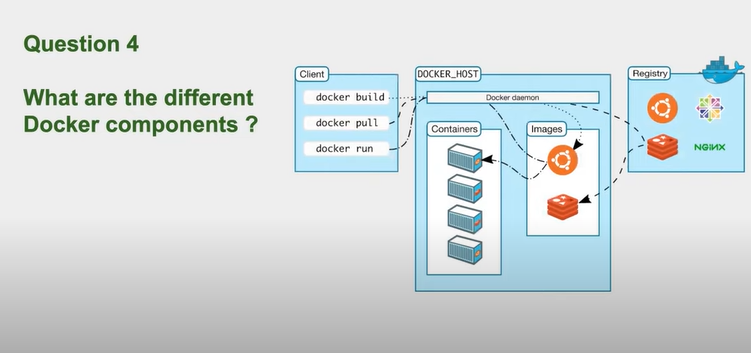 Question 4
What are the different
Docker components ?
Client
docker build
docker pull
docker run
DOCKER_HOST
Docker daemon
Containers
Images
Registry
NGINX